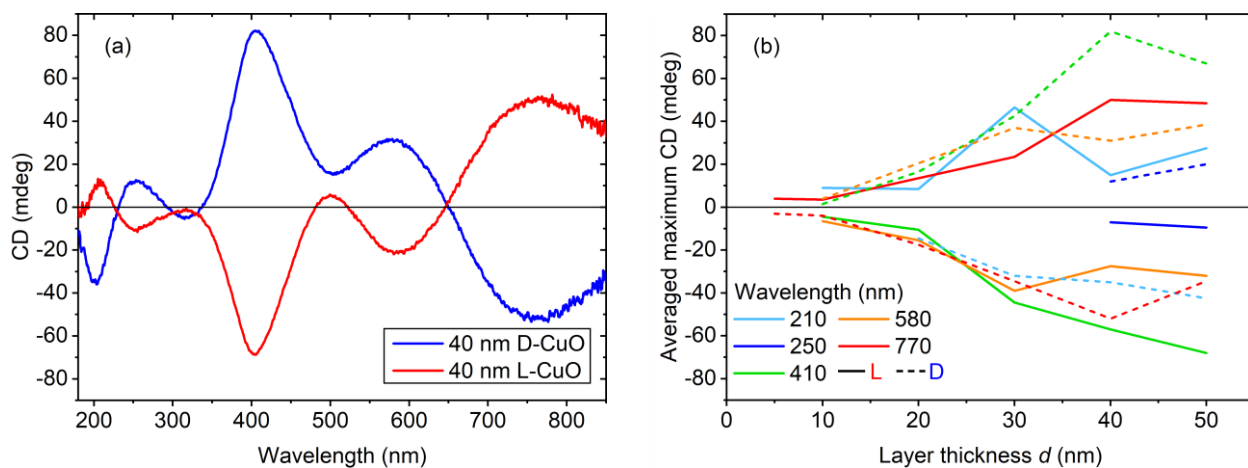 (a)
CD (mdeg)
80
60
40
20
0
-20
-40
-60
-80
200 300 400 500 600 700 800
Wavelength (nm)
40 nm D-CuO
40 nm L-CuO
(b)
Averaged maximum CD (mdeg)
80
60
40
20
0
-20
-40
-60
-80
Wavelength (nm)
210 580
250 770
410 L D
0 10 20 30 40 50
Layer thickness d (nm)